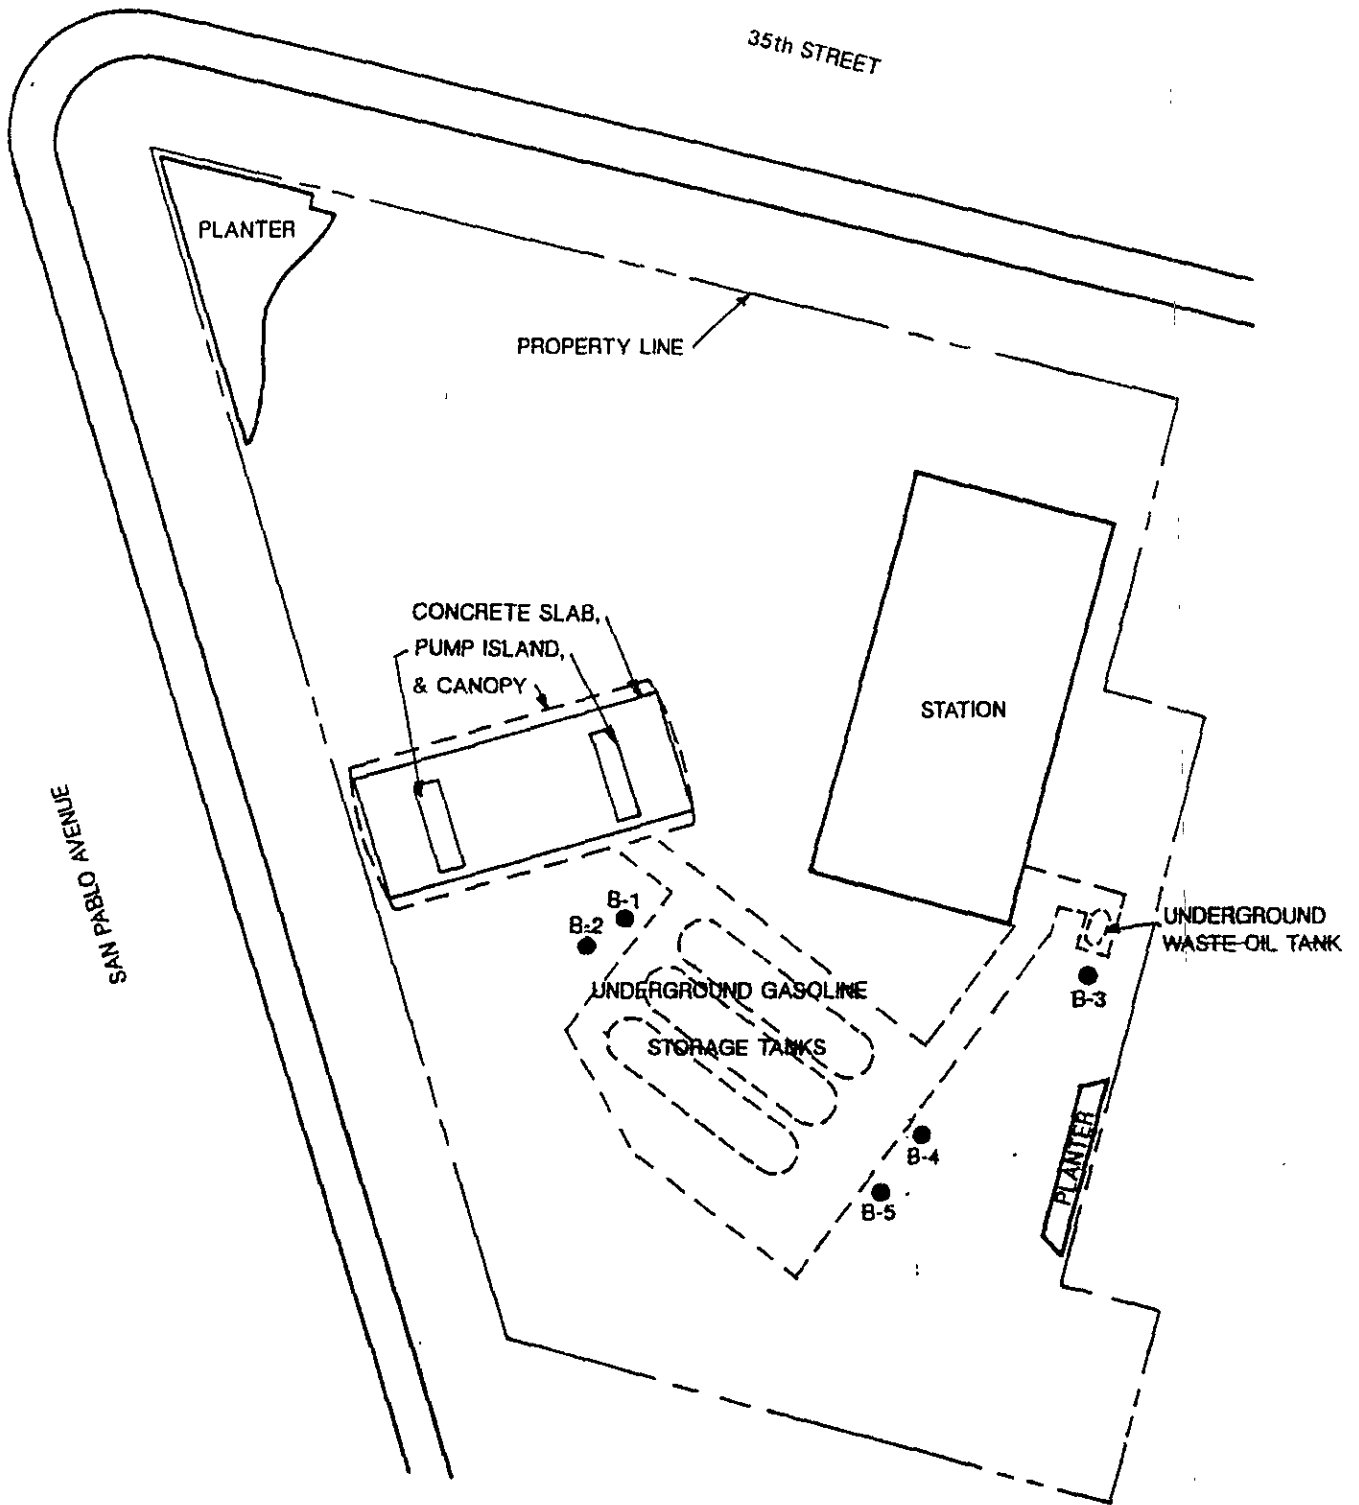 35th STREET
PLANTER
PROPERTY LINE
CONCRETE SLAB,
PUMP ISLAND,
& CANOPY
STATION
SAN PABLO AVENUE
B-1
B-2
UNDERGROUND
WASTE OIL TANK
UNDERGROUND GASOLINE
STORAGE TANKS
B-3
PLANTER
B-4
B-5